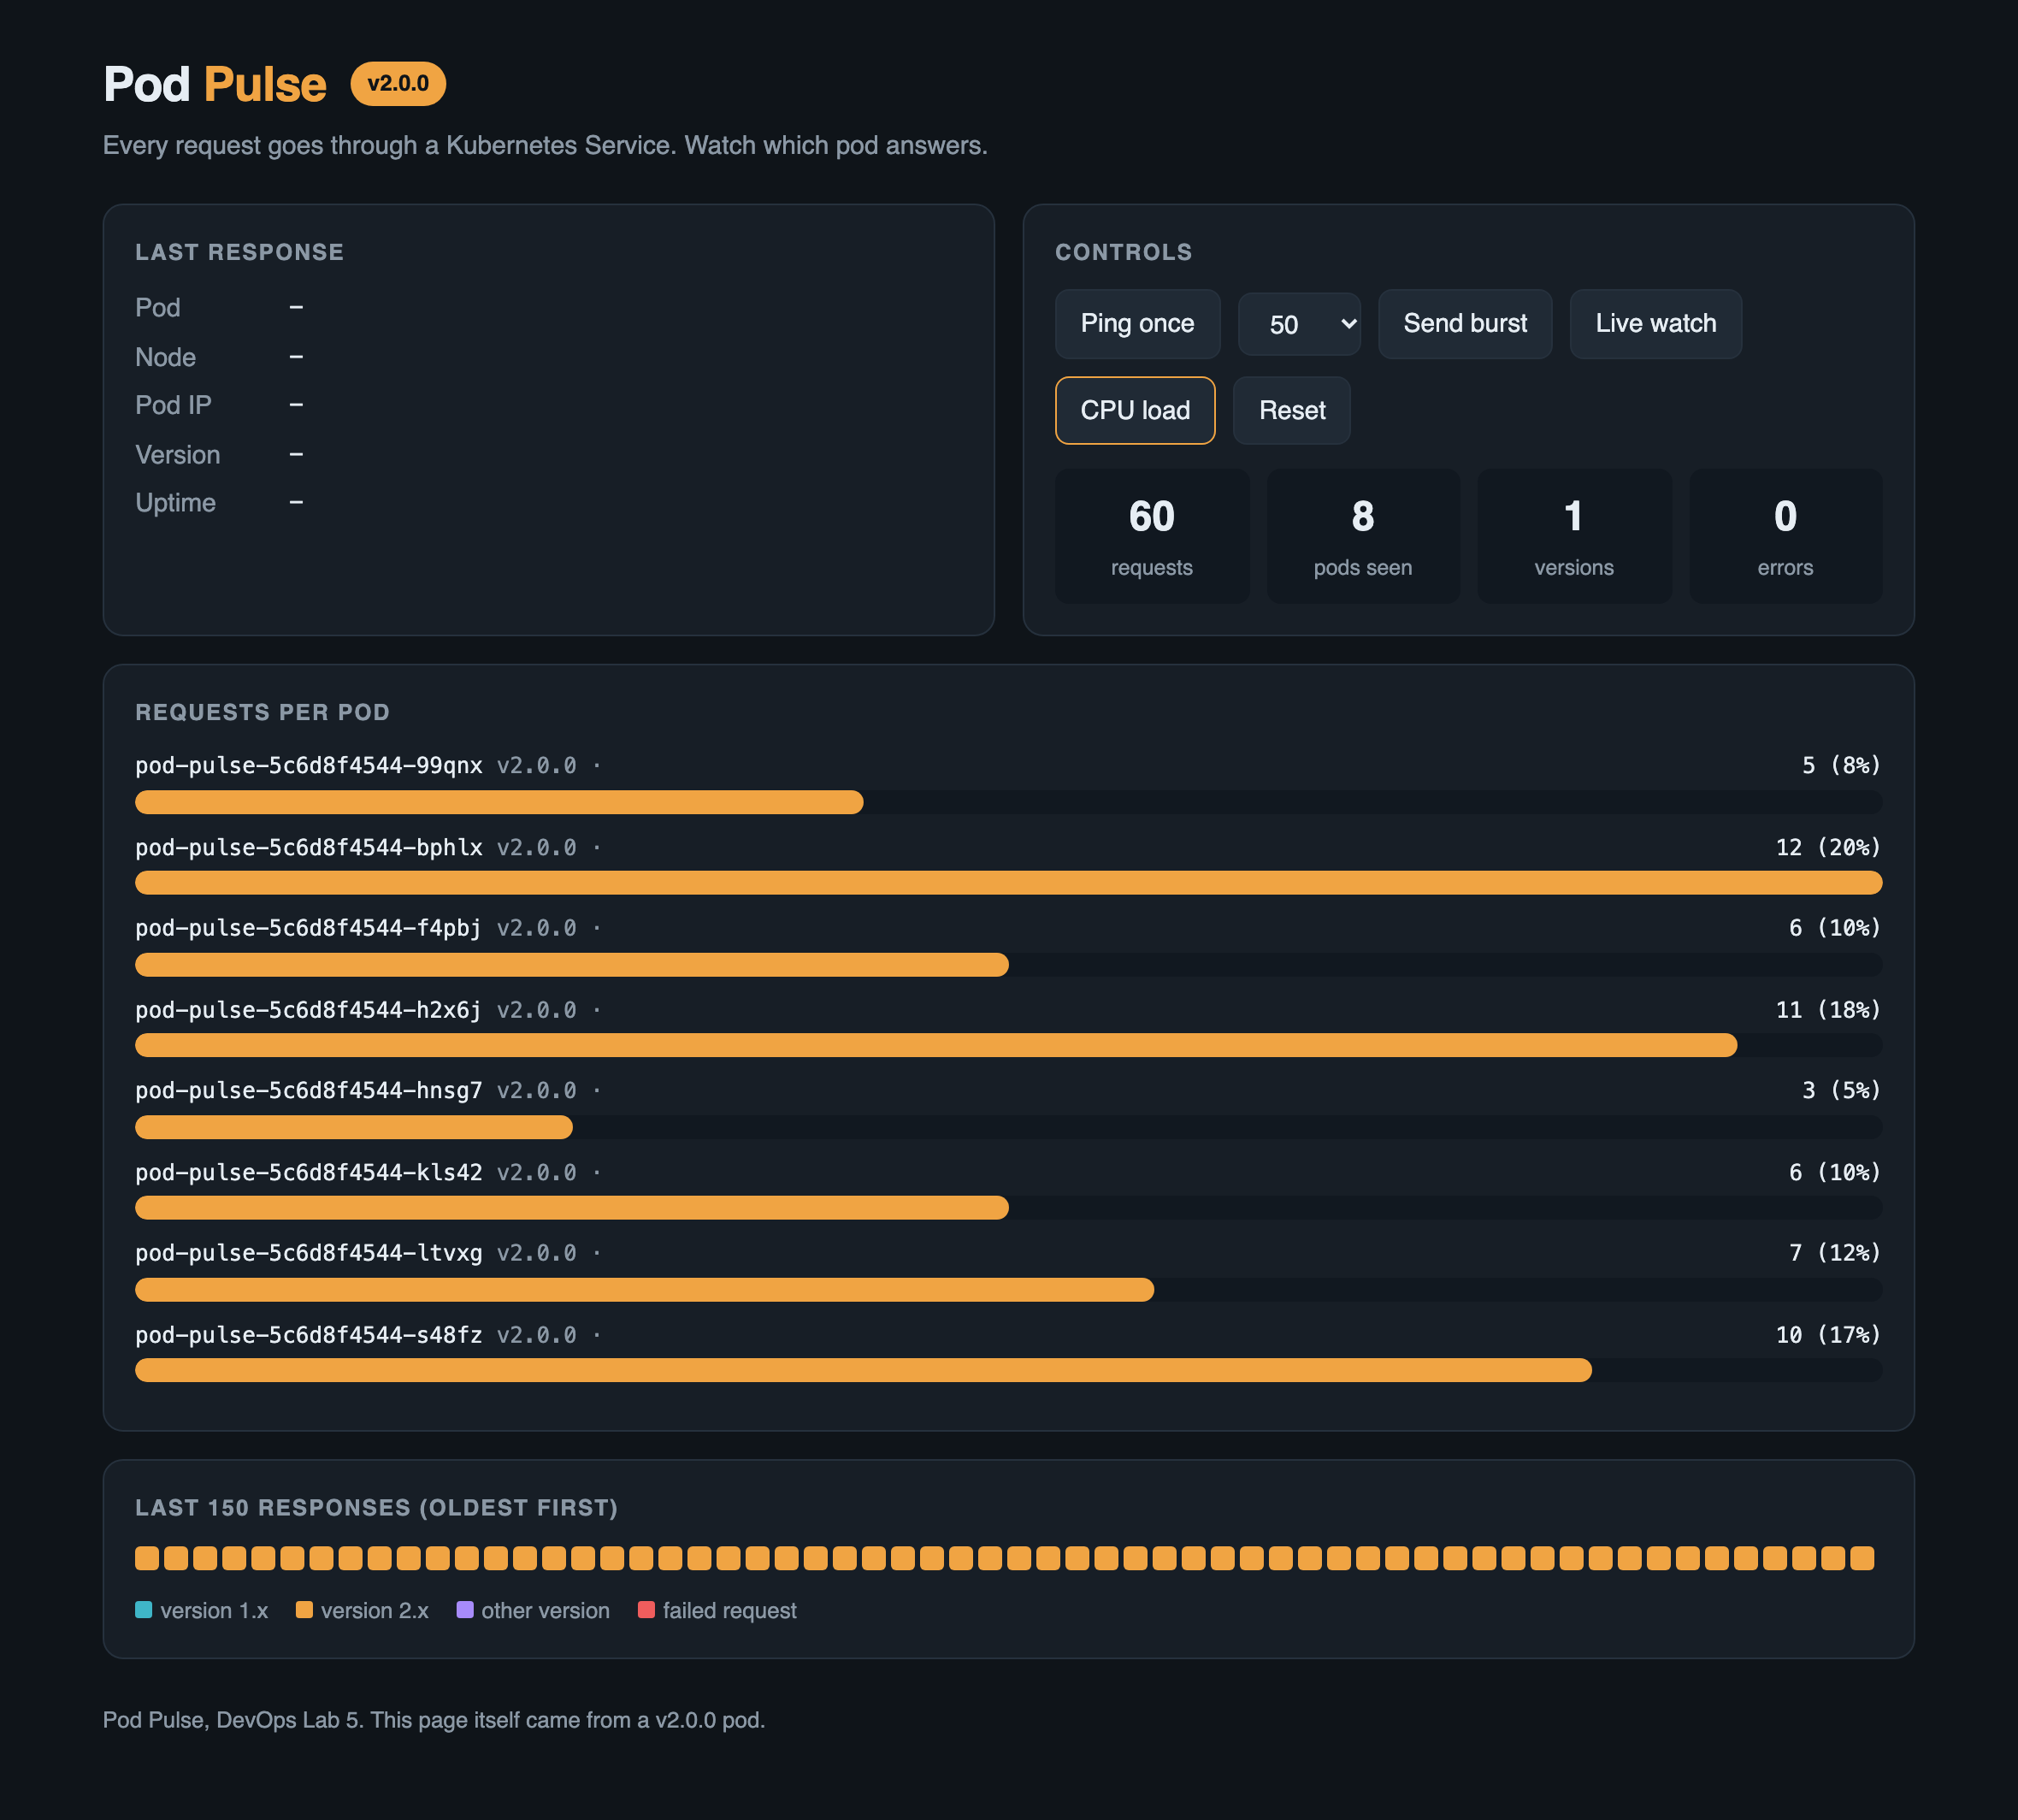 Pod Pulse v2.0.0
Every request goes through a Kubernetes Service. Watch which pod answers.
LAST RESPONSE
Pod –
Node –
Pod IP –
Version –
Uptime –
CONTROLS
Ping once 50 Send burst Live watch
CPU load Reset
60 8 1 0
requests pods seen versions errors
REQUESTS PER POD
pod-pulse-5c6d8f4544-99qnx v2.0.0 · 5 (8%)
pod-pulse-5c6d8f4544-bphlx v2.0.0 · 12 (20%)
pod-pulse-5c6d8f4544-f4pbj v2.0.0 · 6 (10%)
pod-pulse-5c6d8f4544-h2x6j v2.0.0 · 11 (18%)
pod-pulse-5c6d8f4544-hnsg7 v2.0.0 · 3 (5%)
pod-pulse-5c6d8f4544-kls42 v2.0.0 · 6 (10%)
pod-pulse-5c6d8f4544-ltvxg v2.0.0 · 7 (12%)
pod-pulse-5c6d8f4544-s48fz v2.0.0 · 10 (17%)
LAST 150 RESPONSES (OLDEST FIRST)
version 1.x version 2.x other version failed request
Pod Pulse, DevOps Lab 5. This page itself came from a v2.0.0 pod.